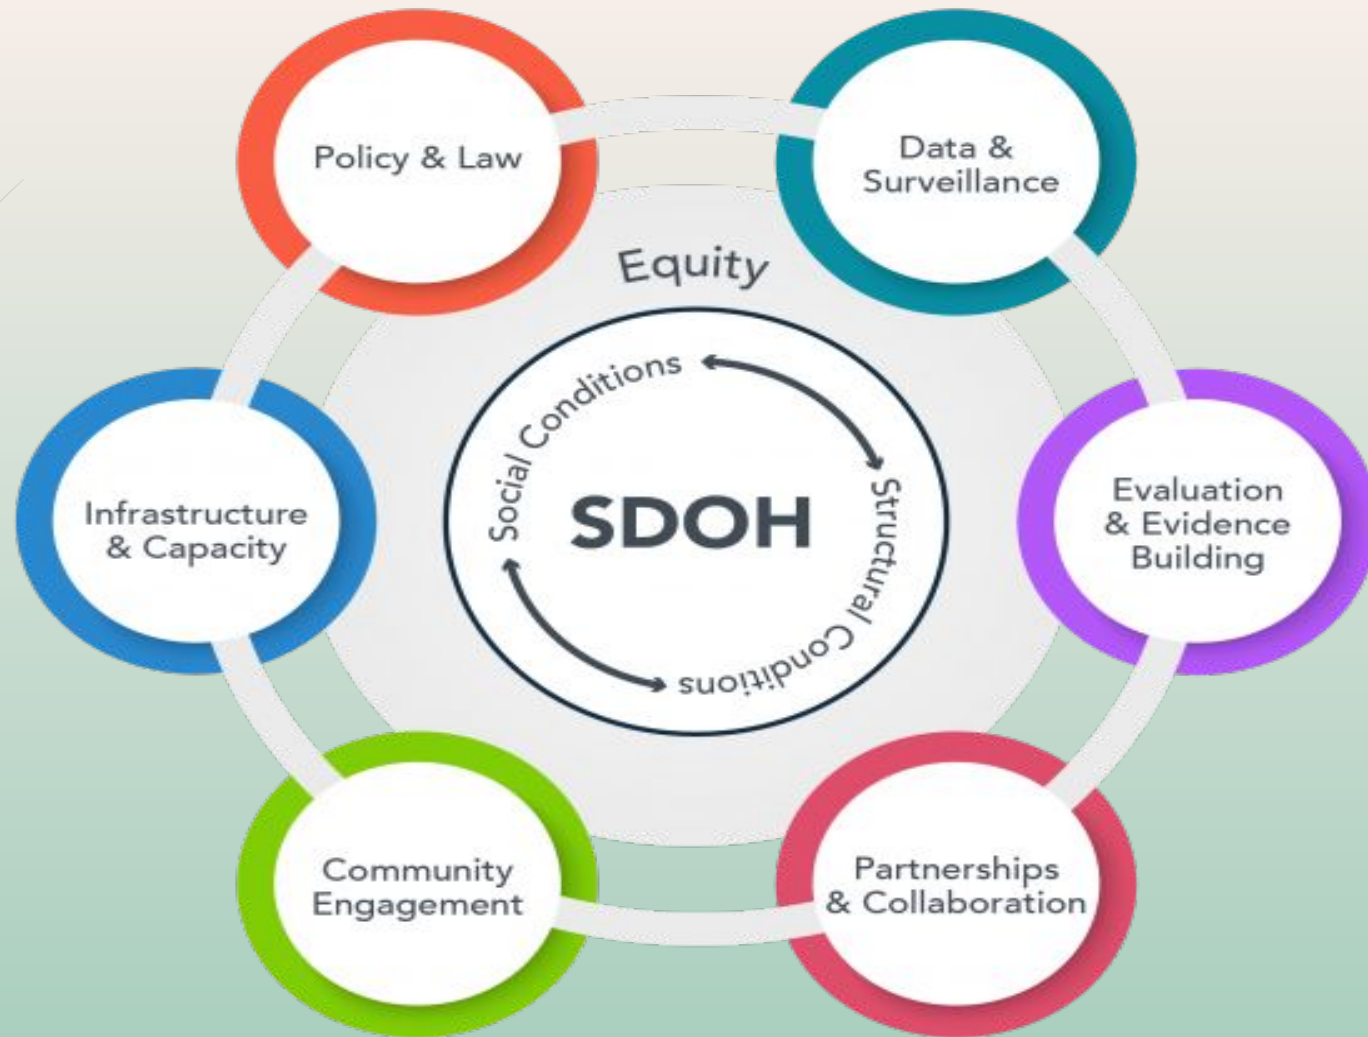 Policy & Law
Data &
Surveillance
Equity
Social Conditions
Structural Conditions
SDOH
Infrastructure
& Capacity
Evaluation
& Evidence
Building
Community
Engagement
Partnerships
& Collaboration